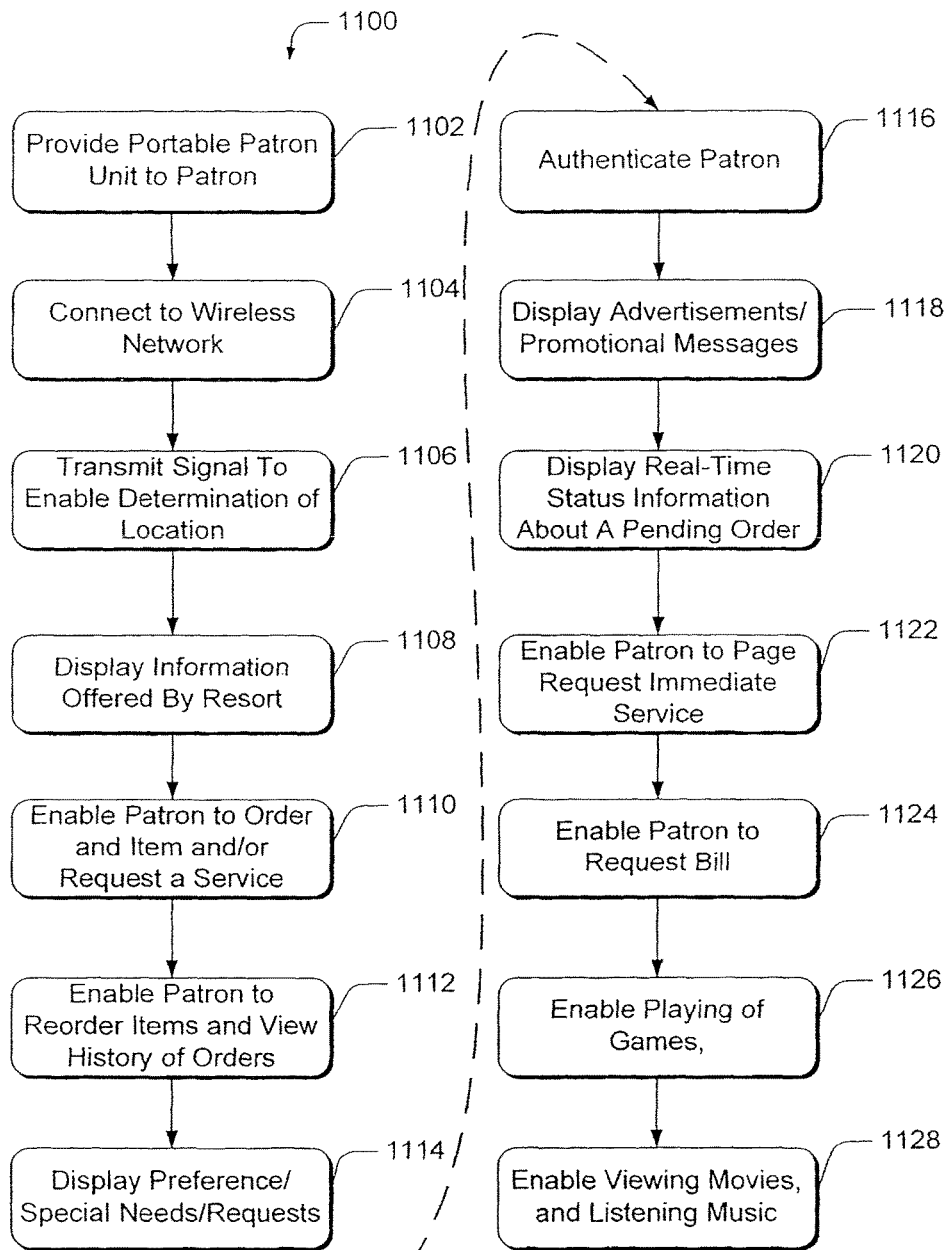 1100
Provide Portable Patron
Unit to Patron
1102
Connect to Wireless
Network
1104
Transmit Signal To
Enable Determination of
Location
1106
Display Information
Offered By Resort
1108
Enable Patron to Order
and Item and/or
Request a Service
1110
Enable Patron to
Reorder Items and View
History of Orders
1112
Display Preference/
Special Needs/Requests
1114
Authenticate Patron
1116
Display Advertisements/
Promotional Messages
1118
Display Real-Time
Status Information
About A Pending Order
1120
Enable Patron to Page
Request Immediate
Service
1122
Enable Patron to
Request Bill
1124
Enable Playing of
Games,
1126
Enable Viewing Movies,
and Listening Music
1128